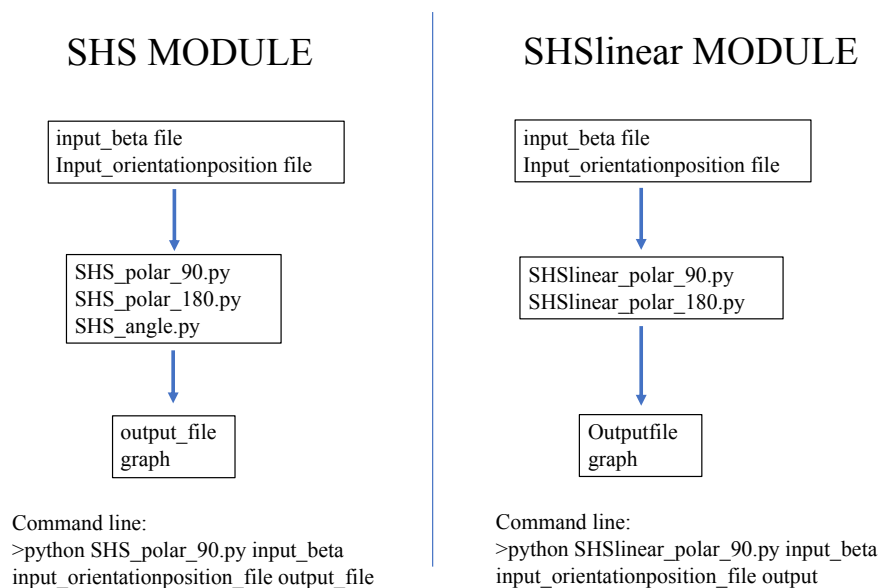 SHS MODULE
input_beta file
Input_orientationposition file
SHS_polar_90.py
SHS_polar_180.py
SHS_angle.py
output_file
graph
Command line:
>python SHS_polar_90.py input_beta
input_orientationposition_file output_file
SHSlinear MODULE
input_beta file
Input_orientationposition file
SHSlinear_polar_90.py
SHSlinear_polar_180.py
Outputfile
graph
Command line:
>python SHSlinear_polar_90.py input_beta
input_orientationposition_file output